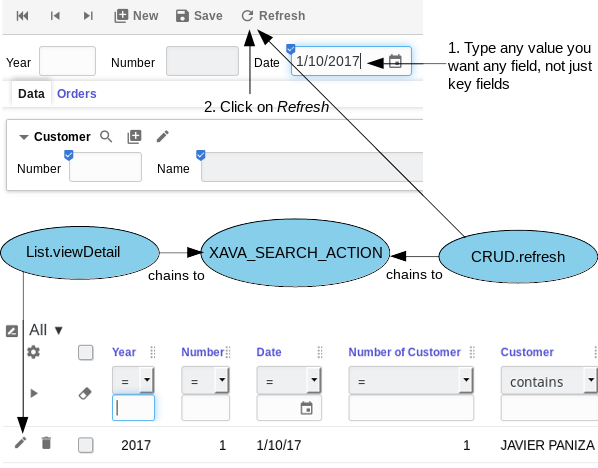 New Save Refresh
Year Number Date 1/10/2017
1. Type any value you
want any field, not just
key fields
Data Orders
2. Click on Refresh
Customer
Number Name
List.viewDetail
XAVA_SEARCH_ACTION
CRUD.refresh
chains to
chains to
All
Year Number Date Number of Customer Customer
= = = = contains
2017 1 1/10/17 1 JAVIER PANIZA